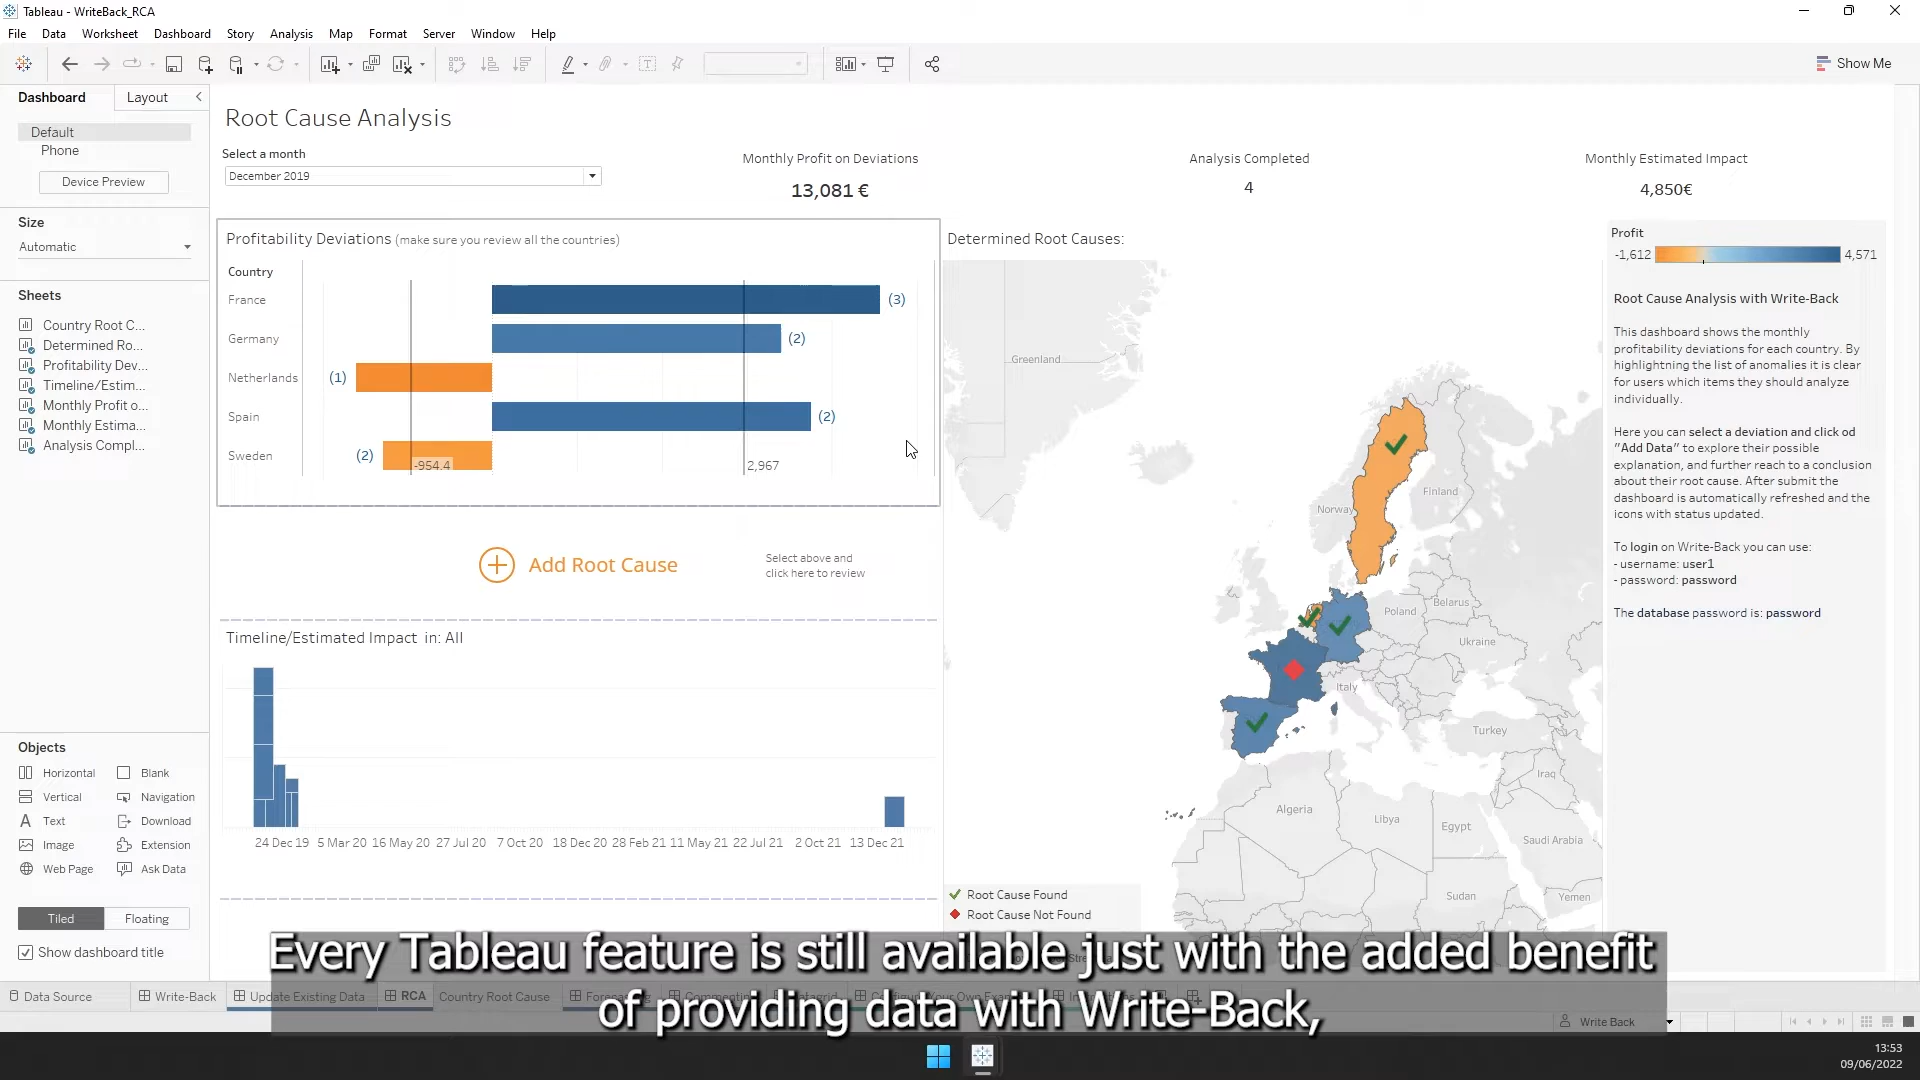 Tableau - WriteBack_RCA
File Data Worksheet Dashboard Story Analysis Map Format Server Window Help
Show Me
Dashboard Layout
Default
Phone
Device Preview
Size
Automatic
Sheets
Country Root C...
Determined Ro...
Profitability Dev...
Timeline/Estim...
Monthly Profit o...
Monthly Estima...
Analysis Compl...
Objects
Horizontal Blank
Vertical Navigation
Text Download
Image Extension
Web Page Ask Data
Tiled Floating
Show dashboard title
Root Cause Analysis
Select a month
December 2019
Monthly Profit on Deviations
13,081 €
Analysis Completed
4
Monthly Estimated Impact
4,850€
Profitability Deviations (make sure you review all the countries)
Country
France (3)
Germany (2)
Netherlands (1)
Spain (2)
Sweden (2)
-954.4 2,967
Add Root Cause
Select above and
click here to review
Timeline/Estimated Impact in: All
24 Dec 19 5 Mar 20 16 May 20 27 Jul 20 7 Oct 20 18 Dec 20 28 Feb 21 11 May 21 22 Jul 21 2 Oct 21 13 Dec 21
Determined Root Causes:
Greenland
Finland
Norway
Belarus
Poland
Ukraine
Italy
Turkey
Iraq
Algeria
Libya
Egypt
Saudi Arabia
Sudan
Yemen
Root Cause Found
Root Cause Not Found
Profit
-1,612 4,571
Root Cause Analysis with Write-Back
This dashboard shows the monthly
profitability deviations for each country. By
highlightning the list of anomalies it is clear
for users which items they should analyze
individually.
Here you can select a deviation and click od
"Add Data" to explore their possible
explanation, and further reach to a conclusion
about their root cause. After submit the
dashboard is automatically refreshed and the
icons with status updated.
To login on Write-Back you can use:
- username: user1
- password: password
The database password is: password
Every Tableau feature is still available just with the added benefit
of providing data with Write-Back,
Data Source Write-Back Update Existing Data RCA Country Root Cause
Write Back
13:53
09/06/2022